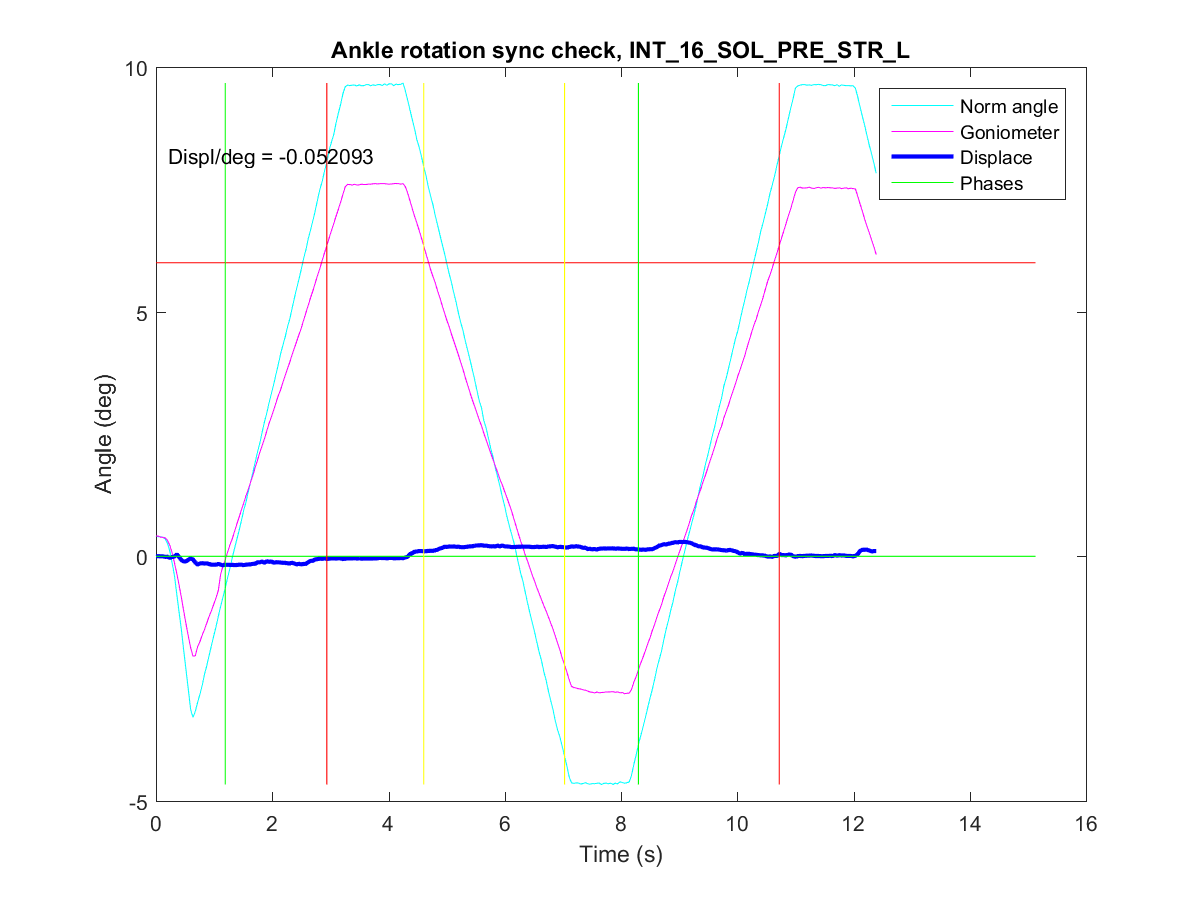 Ankle rotation sync check, INT_16_SOL_PRE_STR_L
10
Norm angle
Goniometer
Displ/deg = -0.052093
Displace
Phases
5
Angle (deg)
0
-5
0 2 4 6 8 10 12 14 16
Time (s)